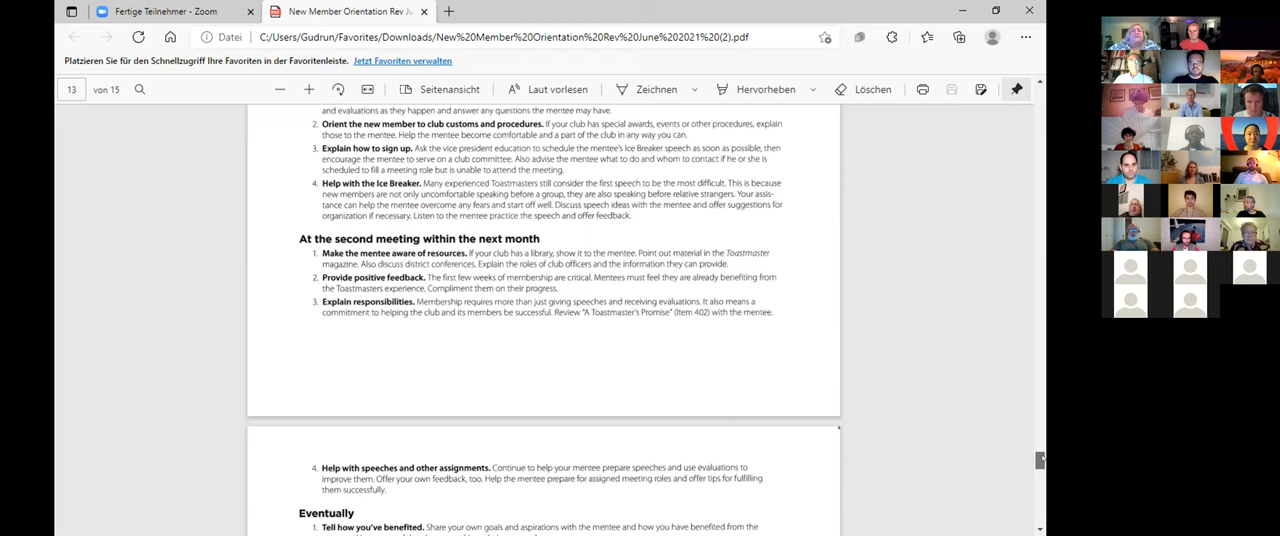 Fertige Teilnehmer - Zoom
New Member Orientation Rev Ju
Datei
C:/Users/Gudrun/Favorites/Downloads/New%20Member%20Orientation%20Rev%20June%202021%20(2).pdf
Platzieren Sie für den Schnellzugriff Ihre Favoriten in der Favoritenleiste. Jetzt Favoriten verwalten
13 von 15
Seitenansicht
Laut vorlesen
Zeichnen
Hervorheben
Löschen
and evaluations as they happen and answer any questions the mentee may have.
2. Orient the new member to club customs and procedures. If your club has special awards, events or other procedures, explain
those to the mentee. Help the mentee become comfortable and a part of the club in any way you can.
3. Explain how to sign up. Ask the vice president education to schedule the mentee's Ice Breaker speech as soon as possible, then
encourage the mentee to serve on a club committee. Also advise the mentee what to do and whom to contact if he or she is
scheduled to fill a meeting role but is unable to attend the meeting.
4. Help with the Ice Breaker. Many experienced Toastmasters still consider the first speech to be the most difficult. This is because
new members are not only uncomfortable speaking before a group, they are also speaking before relative strangers. Your assis-
tance can help the mentee overcome any fears and start off well. Discuss speech ideas with the mentee and offer suggestions for
organization if necessary. Listen to the mentee practice the speech and offer feedback.
At the second meeting within the next month
1. Make the mentee aware of resources. If your club has a library, show it to the mentee. Point out material in the Toastmaster
magazine. Also discuss district conferences. Explain the roles of club officers and the information they can provide.
2. Provide positive feedback. The first few weeks of membership are critical. Mentees must feel they are already benefiting from
the Toastmasters experience. Compliment them on their progress.
3. Explain responsibilities. Membership requires more than just giving speeches and receiving evaluations. It also means a
commitment to helping the club and its members be successful. Review "A Toastmaster's Promise" (Item 402) with the mentee.
4. Help with speeches and other assignments. Continue to help your mentee prepare speeches and use evaluations to
improve them. Offer your own feedback, too. Help the mentee prepare for assigned meeting roles and offer tips for fulfilling
them successfully.
Eventually
1. Tell how you've benefited. Share your own goals and aspirations with the mentee and how you have benefited from the